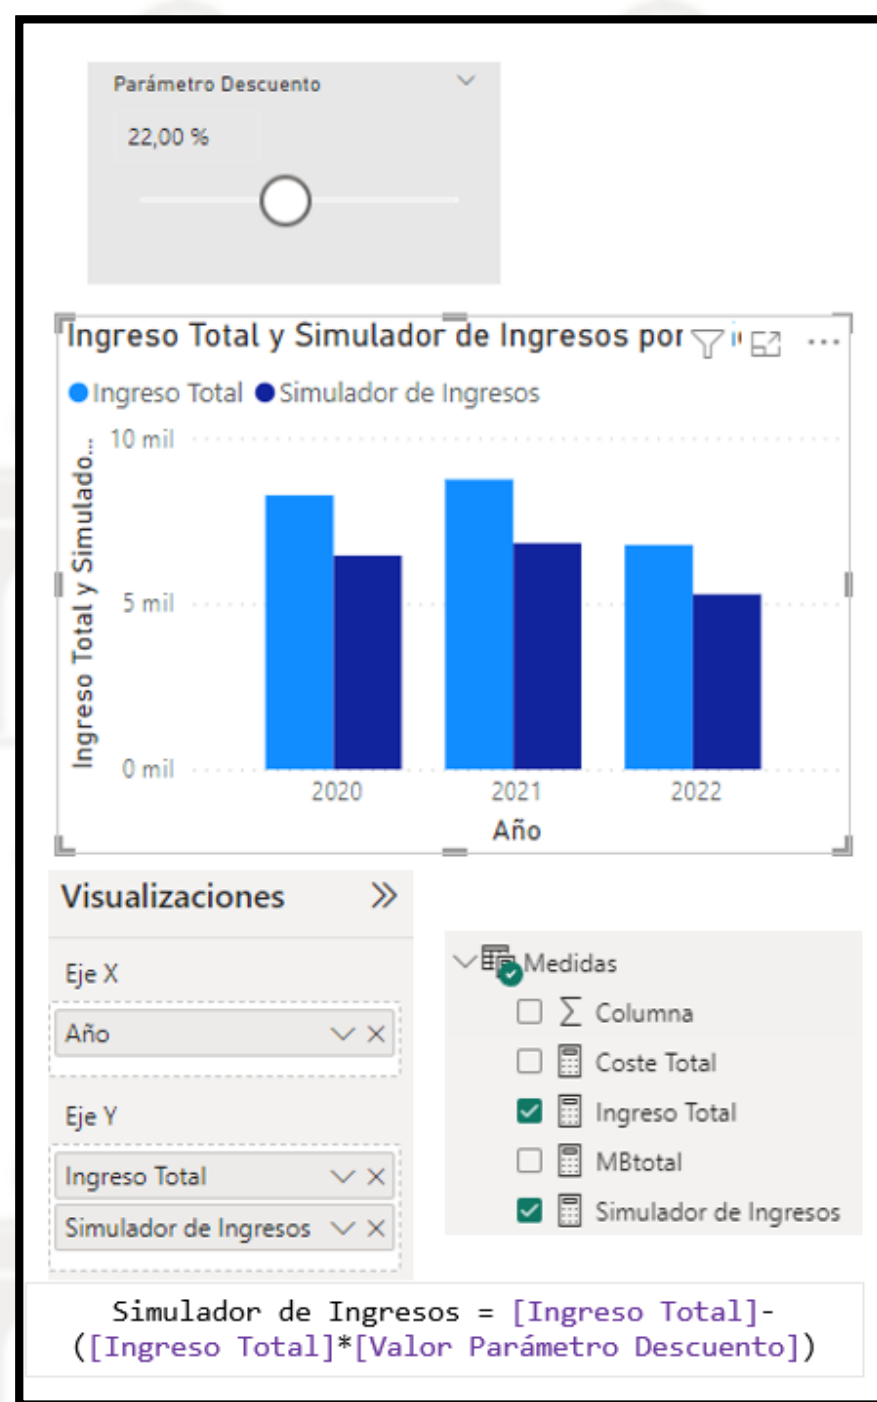 Parámetro Descuento
22,00 %
Ingreso Total y Simulador de Ingresos por
Ingreso Total Simulador de Ingresos
Ingreso Total y Simulado...
10 mil
5 mil
0 mil
2020 2021 2022
Año
Visualizaciones
Eje X
Año
Eje Y
Ingreso Total
Simulador de Ingresos
Medidas
Columna
Coste Total
Ingreso Total
MBtotal
Simulador de Ingresos
Simulador de Ingresos = [Ingreso Total]-
([Ingreso Total]*[Valor Parámetro Descuento])